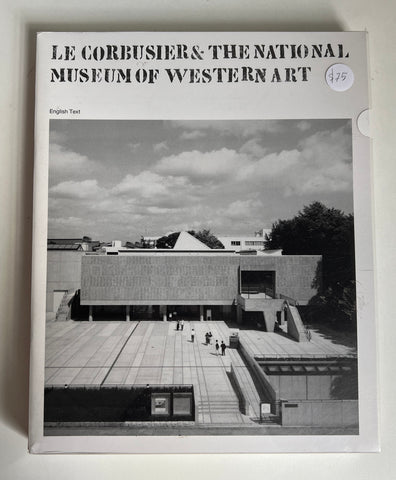 LE CORBUSIER & THE NATIONAL
MUSEUM OF WESTERN ART
$75
English Text